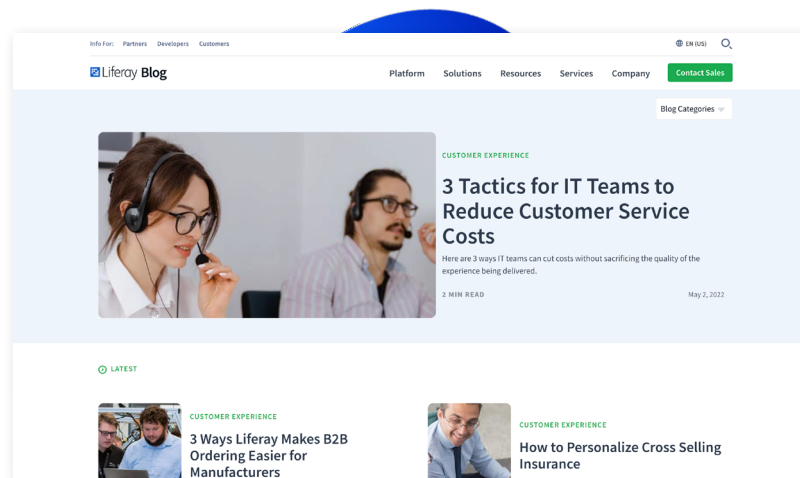 Info For: Partners Developers Customers EN (US)
Liferay Blog Platform Solutions Resources Services Company Contact Sales
Blog Categories
CUSTOMER EXPERIENCE
3 Tactics for IT Teams to
Reduce Customer Service
Costs
Here are 3 ways IT teams can cut costs without sacrificing the quality of the
experience being delivered.
2 MIN READ May 2, 2022
LATEST
CUSTOMER EXPERIENCE
3 Ways Liferay Makes B2B
Ordering Easier for
Manufacturers
CUSTOMER EXPERIENCE
How to Personalize Cross Selling
Insurance